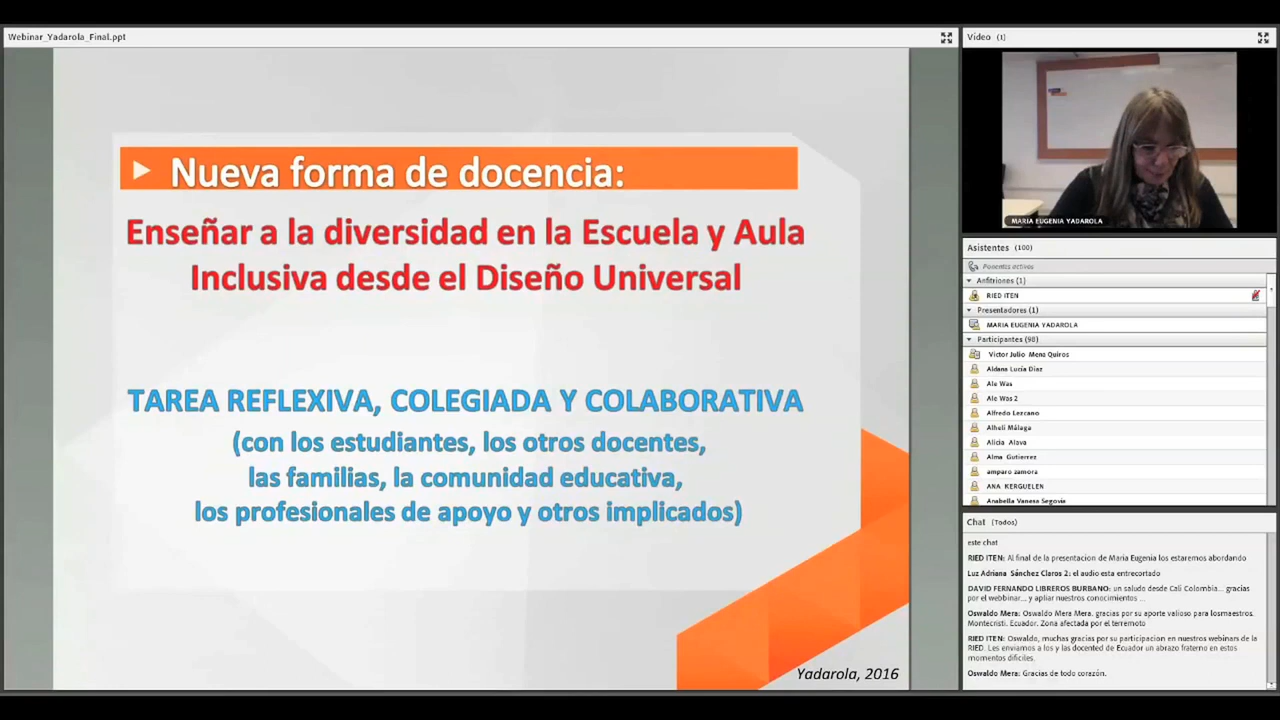 Webinar_Yadarola_Final.ppt
Nueva forma de docencia:
Enseñar a la diversidad en la Escuela y Aula
Inclusiva desde el Diseño Universal
TAREA REFLEXIVA, COLEGIADA Y COLABORATIVA
(con los estudiantes, los otros docentes,
las familias, la comunidad educativa,
los profesionales de apoyo y otros implicados)
Yadarola, 2016
Vídeo (1)
MARIA EUGENIA YADAROLA
Asistentes (100)
Ponentes activos
Anfitriones (1)
RIED ITEN
Presentadores (1)
MARIA EUGENIA YADAROLA
Participantes (98)
Victor Julio Mena Quiros
Aldana Lucía Díaz
Ale Was
Ale Was 2
Alfredo Lezcano
Alheli Málaga
Alicia Alava
Alma Gutierrez
amparo zamora
ANA KERGUELEN
Anabella Vanesa Segovia
Chat (Todos)
este chat
RIED ITEN: Al final de la presentacion de Maria Eugenia los estaremos abordando
Luz Adriana Sánchez Claros 2: el audio esta entrecortado
DAVID FERNANDO LIBREROS BURBANO: un saludo desde Cali Colombia... gracias
por el webbinar... y apliar nuestros conocimientos ...
Oswaldo Mera: Oswaldo Mera Mera. gracias por su aporte valioso para losmaestros.
Montecristi. Ecuador. Zona afectada por el terremoto
RIED ITEN: Oswaldo, muchas gracias por su participacion en nuestros webinars de la
RIED. Les enviamos a los y las docented de Ecuador un abrazo fraterno en estos
momentos dificiles.
Oswaldo Mera: Gracias de todo corazón.